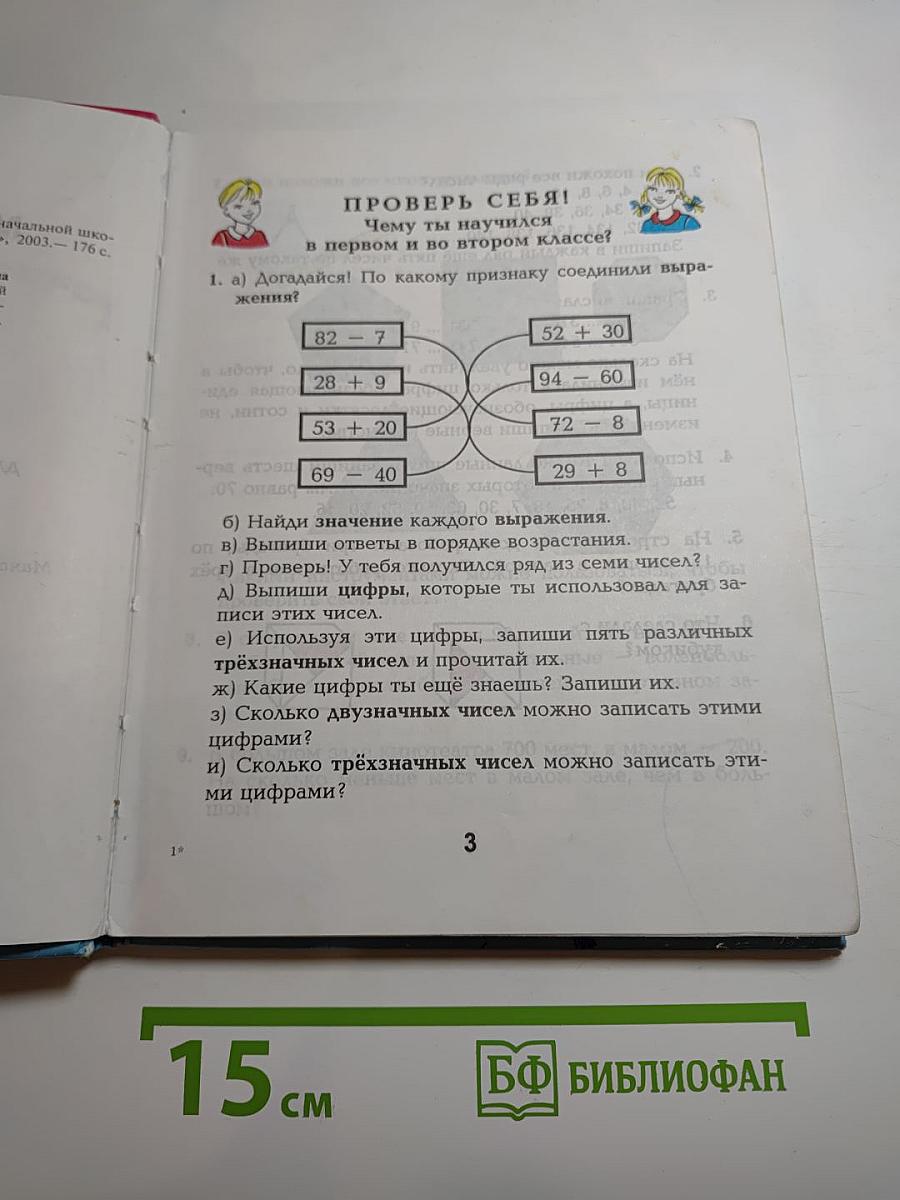 начальной шко-
», 2003.— 176 с.
ПРОВЕРЬ СЕБЯ!
Чему ты научился
в первом и во втором классе?
1. а) Догадайся! По какому признаку соединили выра-
жения?
82 − 7
52 + 30
28 + 9
94 − 60
53 + 20
72 − 8
69 − 40
29 + 8
б) Найди значение каждого выражения.
в) Выпиши ответы в порядке возрастания.
г) Проверь! У тебя получился ряд из семи чисел?
д) Выпиши цифры, которые ты использовал для за-
писи этих чисел.
е) Используя эти цифры, запиши пять различных
трёхзначных чисел и прочитай их.
ж) Какие цифры ты ещё знаешь? Запиши их.
з) Сколько двузначных чисел можно записать этими
цифрами?
и) Сколько трёхзначных чисел можно записать эти-
ми цифрами?
1*
3
15 см
БФ БИБЛИОФАН